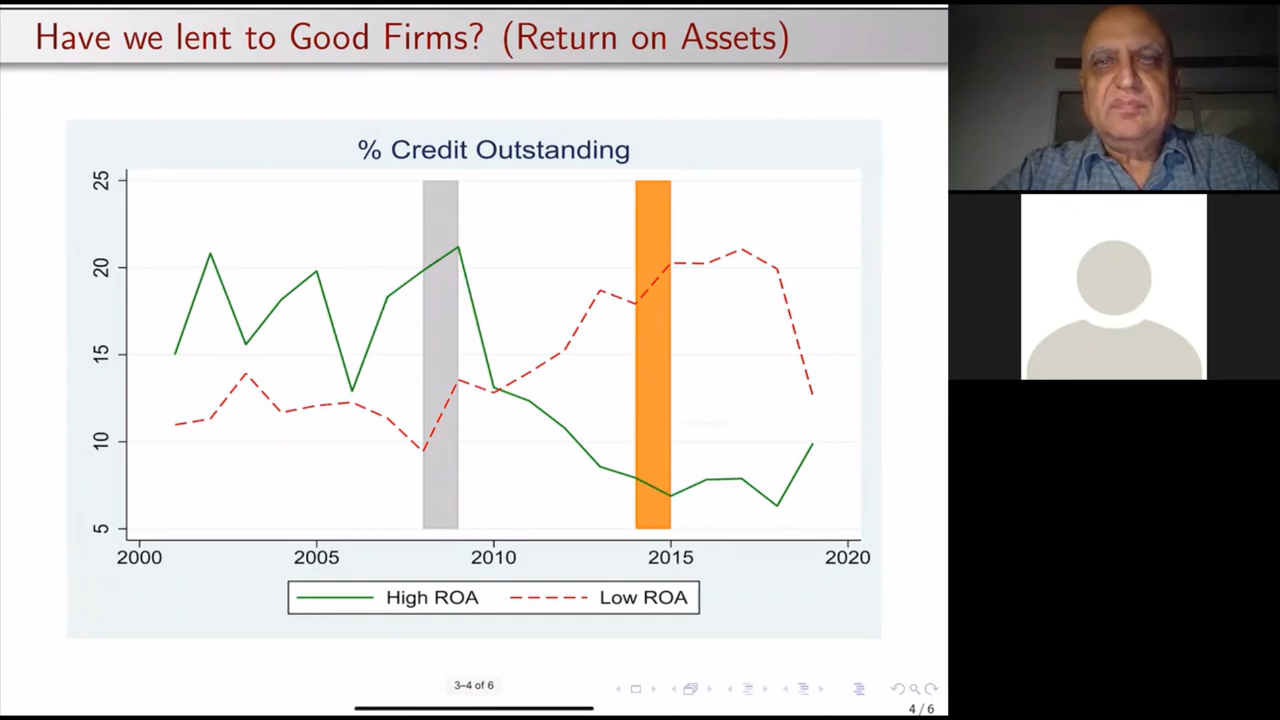 Have we lent to Good Firms? (Return on Assets)
% Credit Outstanding
25
20
15
10
5
2000 2005 2010 2015 2020
High ROA Low ROA
3–4 of 6
4 / 6